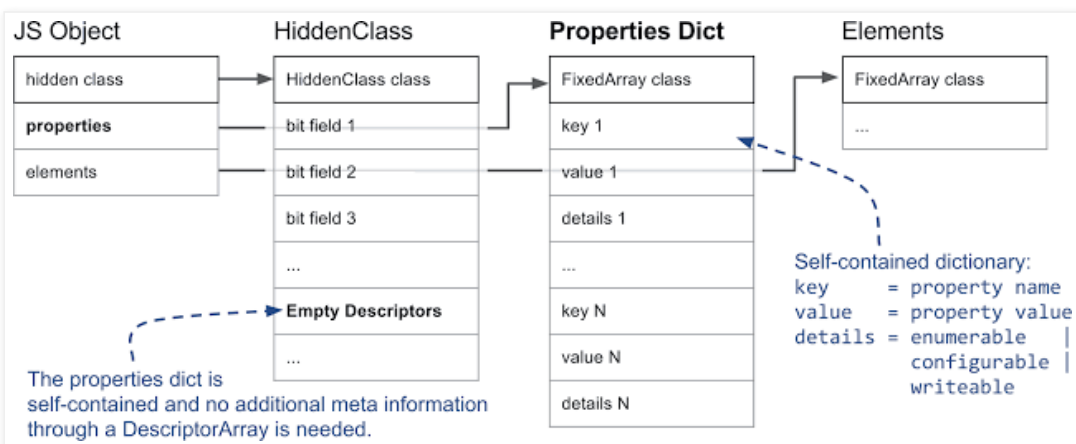 JS Object
HiddenClass
Properties Dict
Elements
hidden class
HiddenClass class
FixedArray class
FixedArray class
properties
bit field 1
key 1
...
elements
bit field 2
value 1
bit field 3
details 1
...
...
Empty Descriptors
key N
...
value N
details N
Self-contained dictionary:
key = property name
value = property value
details = enumerable |
configurable |
writeable
The properties dict is
self-contained and no additional meta information
through a DescriptorArray is needed.